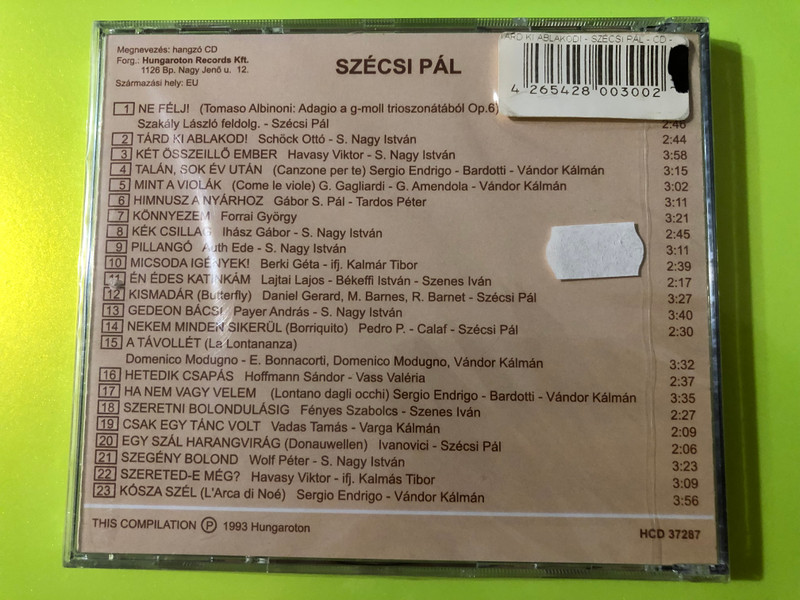 Megnevezés: hangzó CD
Forg.: Hungaroton Records Kft.
1126 Bp. Nagy Jenő u. 12.
Származási hely: EU
SZÉCSI PÁL
TÁRD KI ABLAKOD! - SZÉCSI PÁL - CD -
4 265428 003002
1 NE FÉLJ! (Tomaso Albinoni: Adagio a g-moll trioszonátából Op.6)
Szakály László feldolg. - Szécsi Pál 2:46
2 TÁRD KI ABLAKOD! Schöck Ottó - S. Nagy István 2:44
3 KÉT ÖSSZEILLŐ EMBER Havasy Viktor - S. Nagy István 3:58
4 TALÁN, SOK ÉV UTÁN (Canzone per te) Sergio Endrigo - Bardotti - Vándor Kálmán 3:15
5 MINT A VIOLÁK (Come le viole) G. Gagliardi - G. Amendola - Vándor Kálmán 3:02
6 HIMNUSZ A NYÁRHOZ Gábor S. Pál - Tardos Péter 3:11
7 KÖNNYEZEM Forrai György 3:21
8 KÉK CSILLAG Ihász Gábor - S. Nagy István 2:45
9 PILLANGÓ Auth Ede - S. Nagy István 3:11
10 MICSODA IGÉNYEK! Berki Géta - ifj. Kalmár Tibor 2:39
11 ÉN ÉDES KATINKÁM Lajtai Lajos - Békeffi István - Szenes Iván 2:17
12 KISMADÁR (Butterfly) Daniel Gerard, M. Barnes, R. Barnet - Szécsi Pál 3:27
13 GEDEON BÁCSI Payer András - S. Nagy István 3:40
14 NEKEM MINDEN SIKERÜL (Borriquito) Pedro P. - Calaf - Szécsi Pál 2:30
15 A TÁVOLLÉT (La Lontananza)
Domenico Modugno - E. Bonnacorti, Domenico Modugno, Vándor Kálmán 3:32
16 HETEDIK CSAPÁS Hoffmann Sándor - Vass Valéria 2:37
17 HA NEM VAGY VELEM (Lontano dagli occhi) Sergio Endrigo - Bardotti - Vándor Kálmán 3:35
18 SZERETNI BOLONDULÁSIG Fényes Szabolcs - Szenes Iván 2:27
19 CSAK EGY TÁNC VOLT Vadas Tamás - Varga Kálmán 2:09
20 EGY SZÁL HARANGVIRÁG (Donauwellen) Ivanovici - Szécsi Pál 2:06
21 SZEGÉNY BOLOND Wolf Péter - S. Nagy István 3:23
22 SZERETED-E MÉG? Havasy Viktor - ifj. Kalmás Tibor 3:09
23 KÓSZA SZÉL (L'Arca di Noé) Sergio Endrigo - Vándor Kálmán 3:56
THIS COMPILATION Ⓟ 1993 Hungaroton
HCD 37287